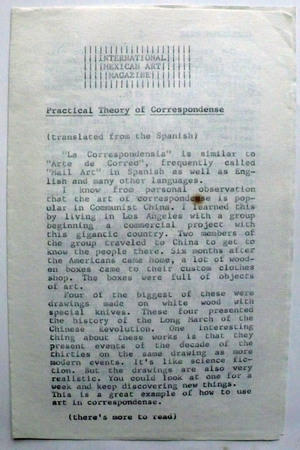 INTERNATIONAL
MEXICAN ART
MAGAZINE
Practical Theory of Correspondense
(translated from the Spanish)
"La Correspondensia" is similar to
"Arte de Correo", frequently called
"Mail Art" in Spanish as well as Eng-
lish and many other languages.
I know from personal observation
that the art of correspondense is pop-
ular in Communist China. I learned this
by living in Los Angeles with a group
beginning a commercial project with
this gigantic country. Two members of
the group traveled to China to get to
know the people there. Six months after
the Americans came home, a lot of wood-
en boxes came to their custom clothes
shop. The boxes were full of objects
of art.
Four of the biggest of these were
drawings made on white wood with
special knives. These four presented
the history of the Long March of the
Chinese Revolution. One interesting
thing about these works is that they
present events of the decade of the
thirties on the same drawing as more
modern events. It's like science fic-
tion. But the drawings are also very
realistic. You could look at one for a
week and keep discovering new things.
This is a great example of how to use
art in correspondense.
(there's more to read)